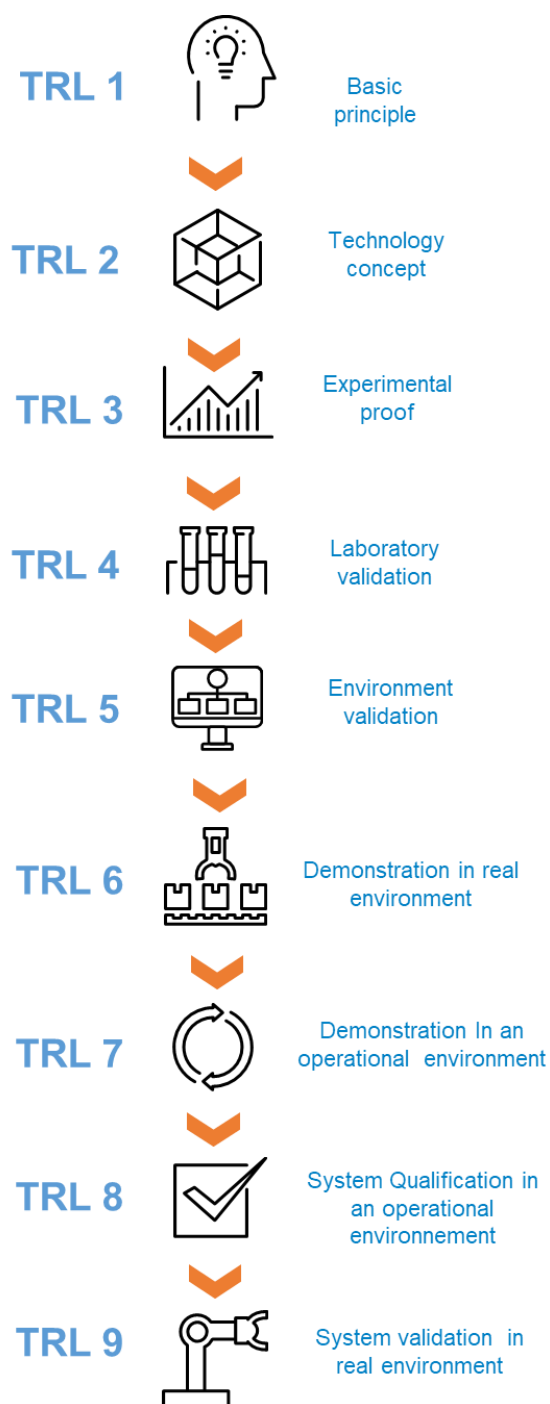 TRL 1
Basic
principle
TRL 2
Technology
concept
TRL 3
Experimental
proof
TRL 4
Laboratory
validation
TRL 5
Environment
validation
TRL 6
Demonstration in real
environment
TRL 7
Demonstration In an
operational environment
TRL 8
System Qualification in
an operational
environnement
TRL 9
System validation in
real environment